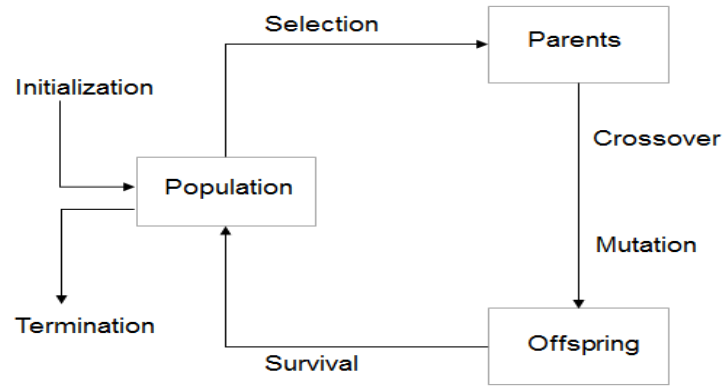 Selection
Parents
Initialization
Crossover
Population
Mutation
Termination
Survival
Offspring